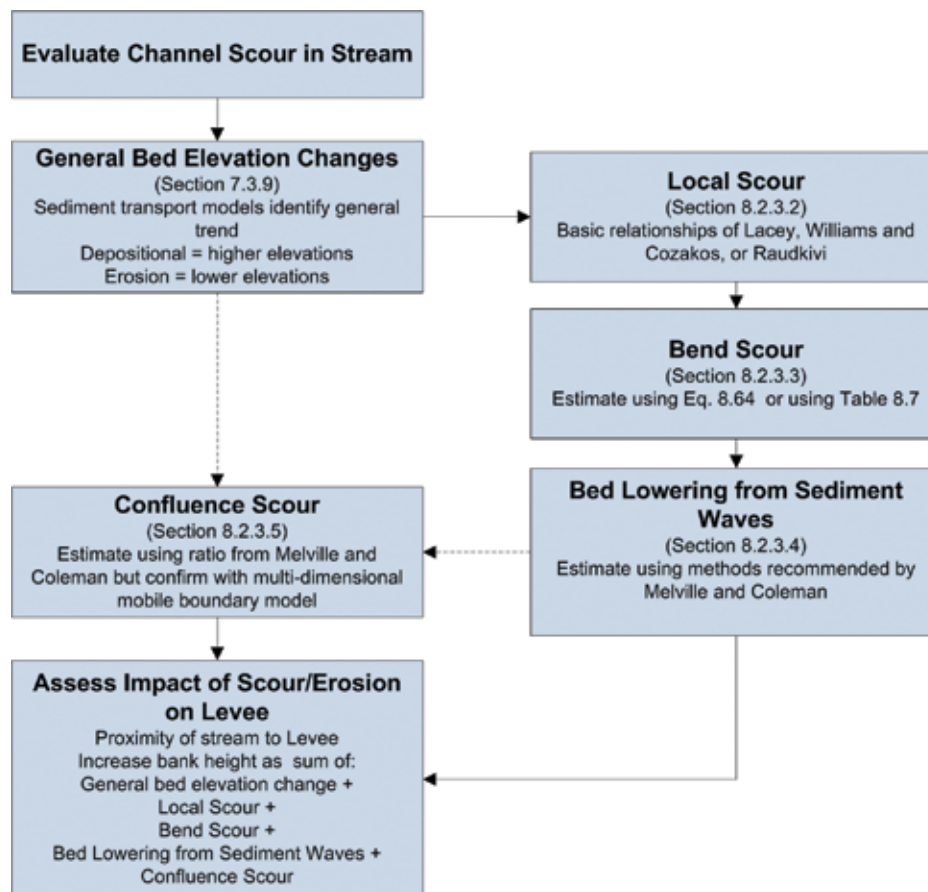 Evaluate Channel Scour in Stream
General Bed Elevation Changes
(Section 7.3.9)
Sediment transport models identify general
trend
Depositional = higher elevations
Erosion = lower elevations
Local Scour
(Section 8.2.3.2)
Basic relationships of Lacey, Williams and
Cozakos, or Raudkivi
Bend Scour
(Section 8.2.3.3)
Estimate using Eq. 8.64 or using Table 8.7
Bed Lowering from Sediment
Waves
(Section 8.2.3.4)
Estimate using methods recommended by
Melville and Coleman
Confluence Scour
(Section 8.2.3.5)
Estimate using ratio from Melville and
Coleman but confirm with multi-dimensional
mobile boundary model
Assess Impact of Scour/Erosion
on Levee
Proximity of stream to Levee
Increase bank height as sum of:
General bed elevation change +
Local Scour +
Bend Scour +
Bed Lowering from Sediment Waves +
Confluence Scour